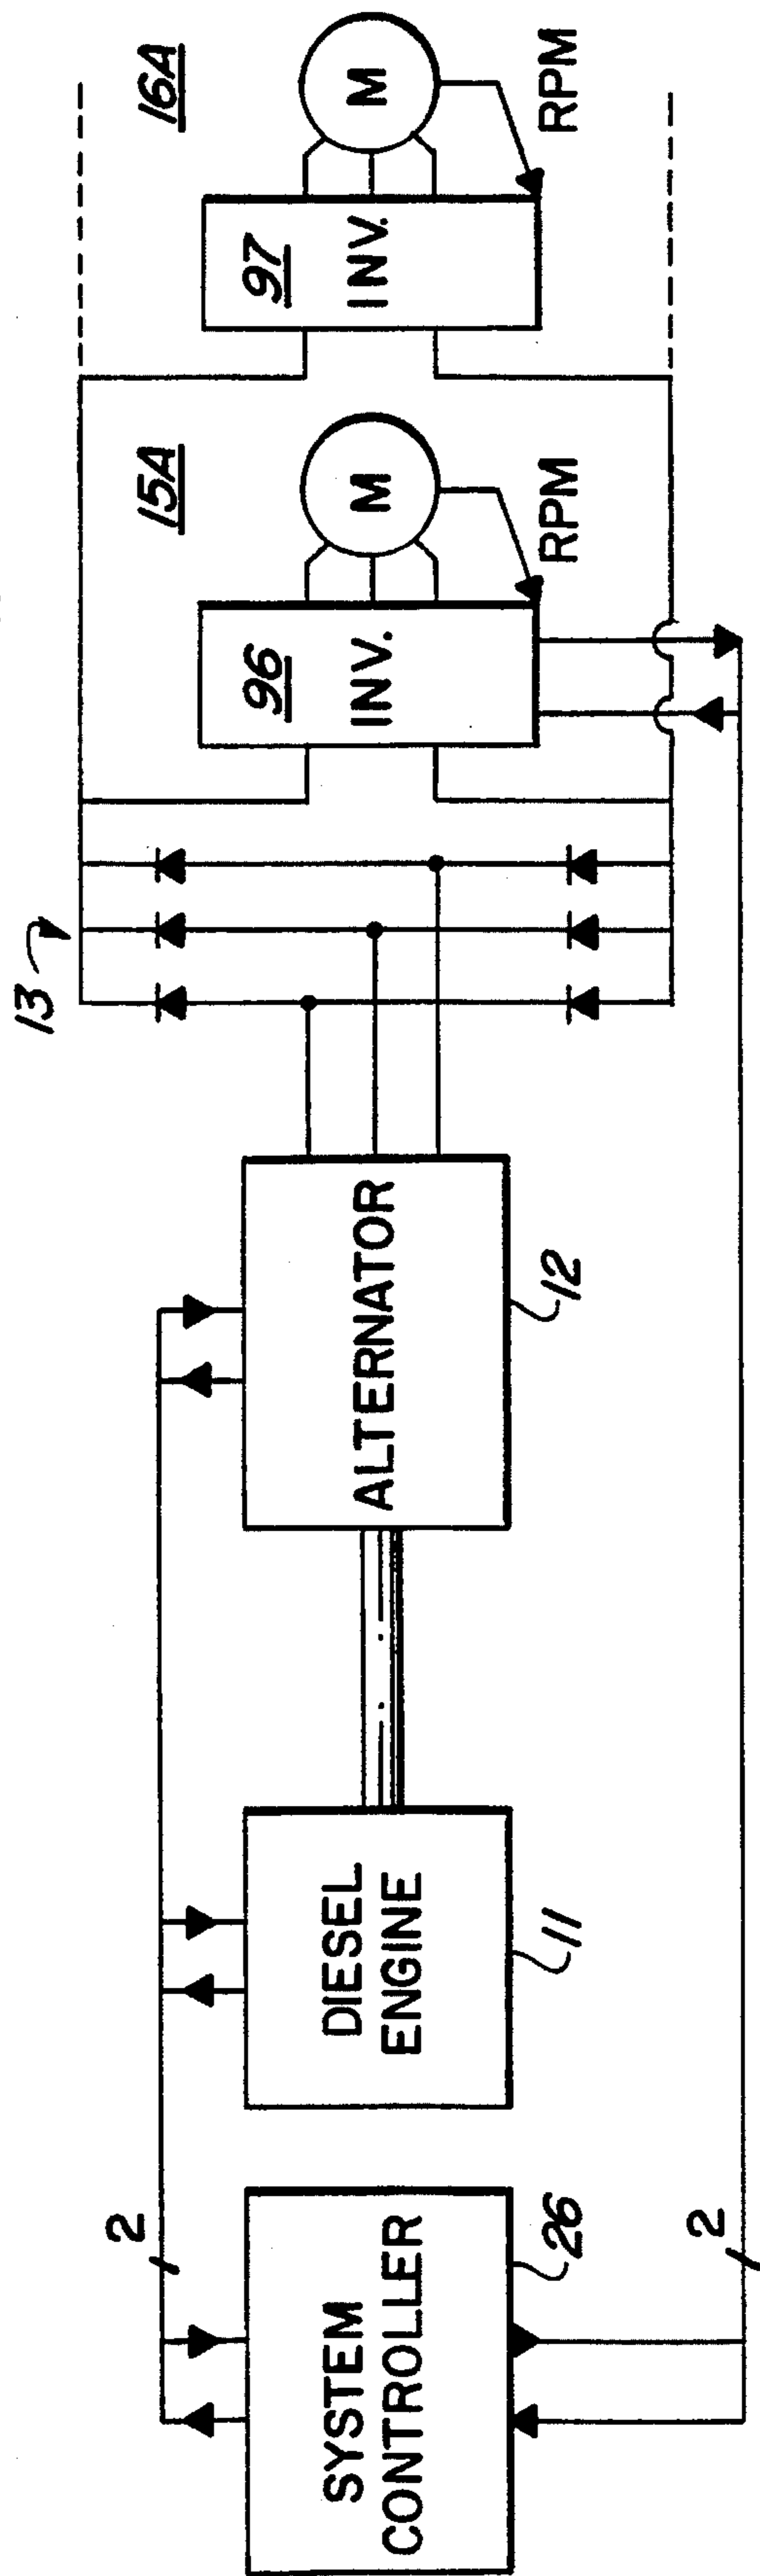 SYSTEM
CONTROLLER
26
2
2
DIESEL
ENGINE
11
ALTERNATOR
12
13
96
INV.
15A
M
RPM
97
INV.
16A
M
RPM